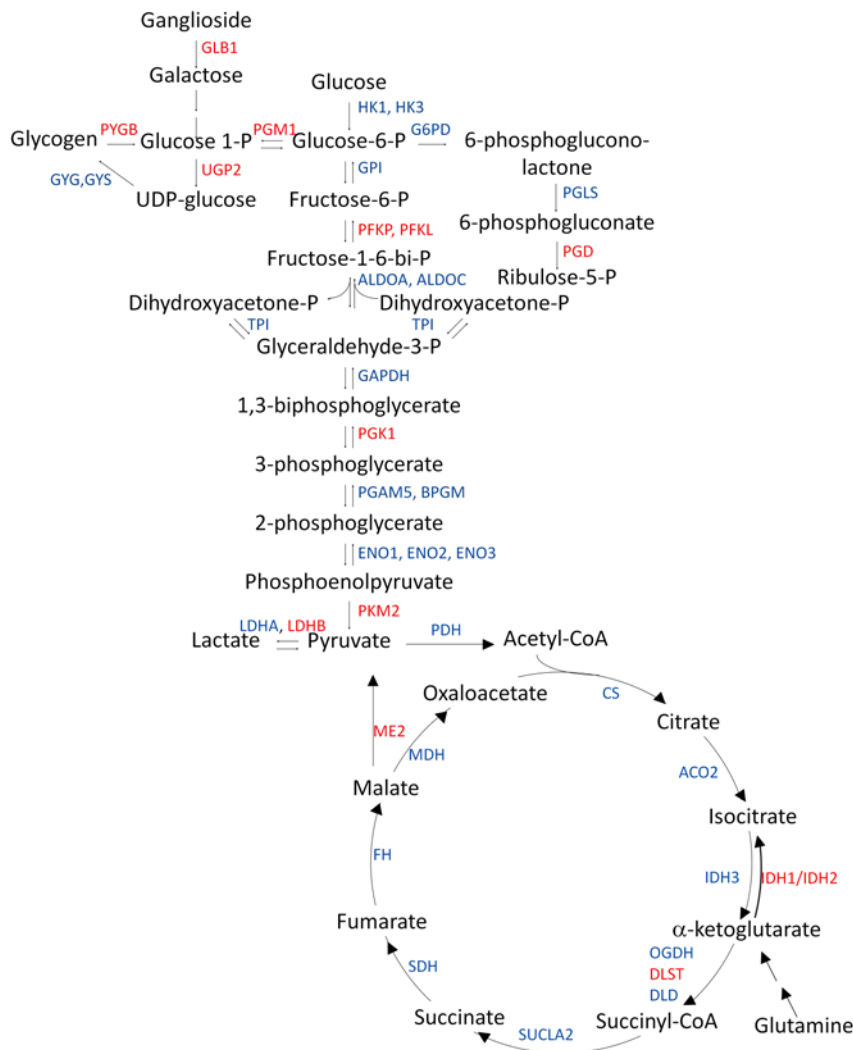 Ganglioside
GLB1
Galactose
Glucose
HK1, HK3
Glycogen PYGB Glucose 1-P PGM1 Glucose-6-P G6PD 6-phosphoglucono-
lactone
UGP2
GPI
GYG,GYS
PGLS
UDP-glucose
Fructose-6-P
6-phosphogluconate
PFKP, PFKL
PGD
Fructose-1-6-bi-P
ALDOA, ALDOC
Ribulose-5-P
Dihydroxyacetone-P Dihydroxyacetone-P
TPI TPI
Glyceraldehyde-3-P
GAPDH
1,3-biphosphoglycerate
PGK1
3-phosphoglycerate
PGAM5, BPGM
2-phosphoglycerate
ENO1, ENO2, ENO3
Phosphoenolpyruvate
PKM2
LDHA, LDHB
Lactate Pyruvate PDH Acetyl-CoA
Oxaloacetate CS
Citrate
ME2
MDH
ACO2
Malate
Isocitrate
FH
IDH3 IDH1/IDH2
Fumarate
α-ketoglutarate
OGDH
SDH
DLST
DLD
Succinate Succinyl-CoA Glutamine
SUCLA2